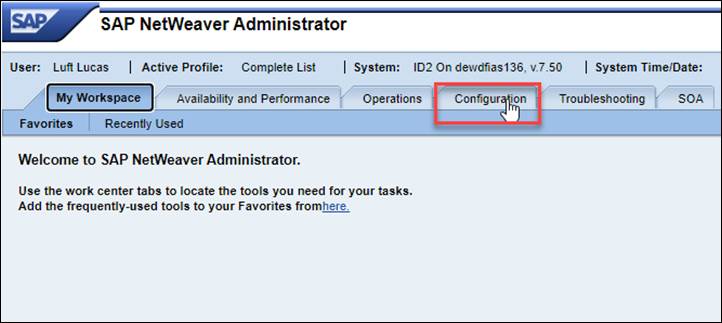 SAP SAP NetWeaver Administrator
User: Luft Lucas Active Profile: Complete List System: ID2 On dewdfias136, v.7.50 System Time/Date:
My Workspace Availability and Performance Operations Configuration Troubleshooting SOA
Favorites Recently Used
Welcome to SAP NetWeaver Administrator.
Use the work center tabs to locate the tools you need for your tasks.
Add the frequently-used tools to your Favorites fromhere.